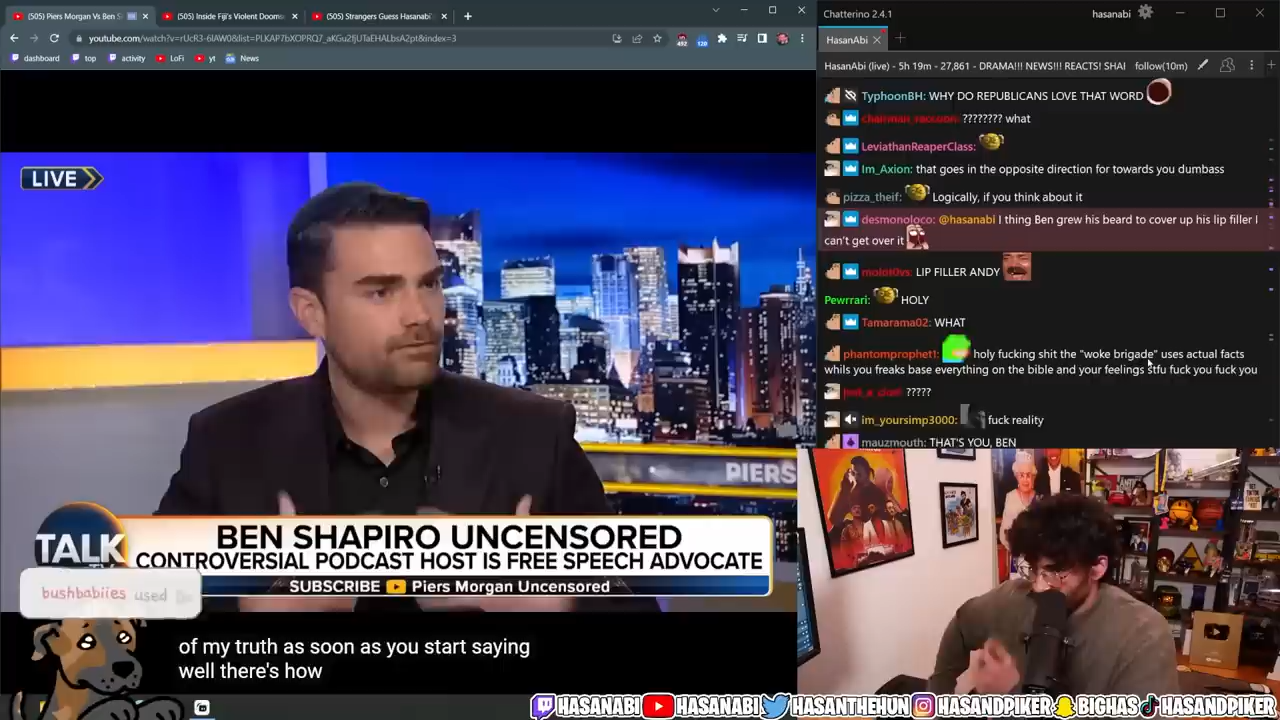 (505) Piers Morgan Vs Ben S
(505) Inside Fiji's Violent Dooms
(505) Strangers Guess Hasanabi'
youtube.com/watch?v=rUcR3-6lAW0&list=PLKAP7bXOPRQ7_aKGu2fjUTaEHALbsA2pt&index=3
dashboard
top
activity
LoFi
yt
News
LIVE
PIERS
TALK
BEN SHAPIRO UNCENSORED
CONTROVERSIAL PODCAST HOST IS FREE SPEECH ADVOCATE
SUBSCRIBE Piers Morgan Uncensored
bushbabiies used
of my truth as soon as you start saying
well there's how
Chatterino 2.4.1
hasanabi
HasanAbi
HasanAbi (live) - 5h 19m - 27,861 - DRAMA!!! NEWS!!! REACTS! SHAI
follow(10m)
TyphoonBH: WHY DO REPUBLICANS LOVE THAT WORD
chairman_raccoon: ???????? what
LeviathanReaperClass:
Im_Axion: that goes in the opposite direction for towards you dumbass
pizza_theif: Logically, if you think about it
desmonoloco: @hasanabi I thing Ben grew his beard to cover up his lip filler I
can't get over it
molot0vs: LIP FILLER ANDY
Pewrrari: HOLY
Tamarama02: WHAT
phantomprophet1: holy fucking shit the "woke brigade" uses actual facts
whils you freaks base everything on the bible and your feelings stfu fuck you fuck you
?????
im_yoursimp3000: fuck reality
mauzmouth: THAT'S YOU, BEN
HASANABI HASANABI HASANTHEHUN HASANDPIKER BIGHAS HASANDPIKER